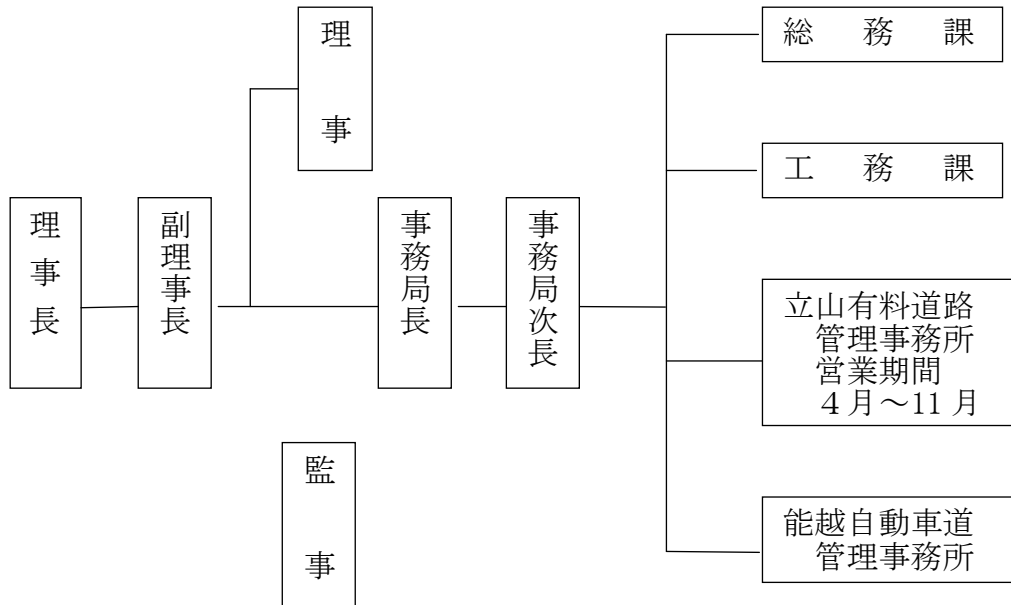 理事長
副理事長
理事
監事
事務局長
事務局次長
総務課
工務課
立山有料道路
管理事務所
営業期間
４月～11月
能越自動車道
管理事務所